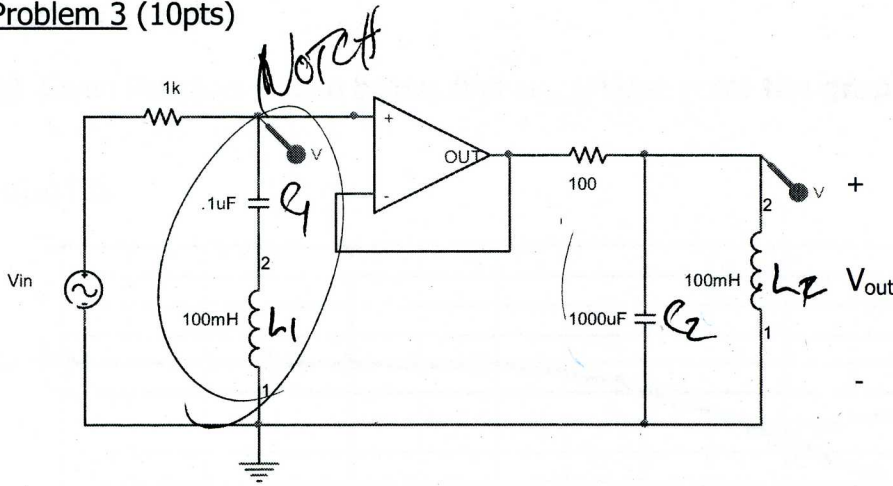 Problem 3 (10pts)
NOTCH
1k
+
V
OUT
-
.1uF C1
2
100
V
+
2
Vin
100mH L1
1000uF C2
100mH L2
Vout
1
1
-